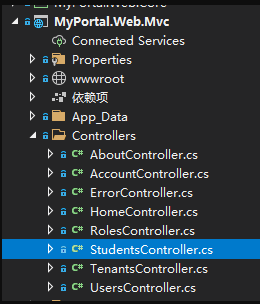 MyPortal.Web.Mvc
Connected Services
Properties
wwwroot
依赖项
App_Data
Controllers
C# AboutController.cs
C# AccountController.cs
C# ErrorController.cs
C# HomeController.cs
C# RolesController.cs
C# StudentsController.cs
C# TenantsController.cs
C# UsersController.cs